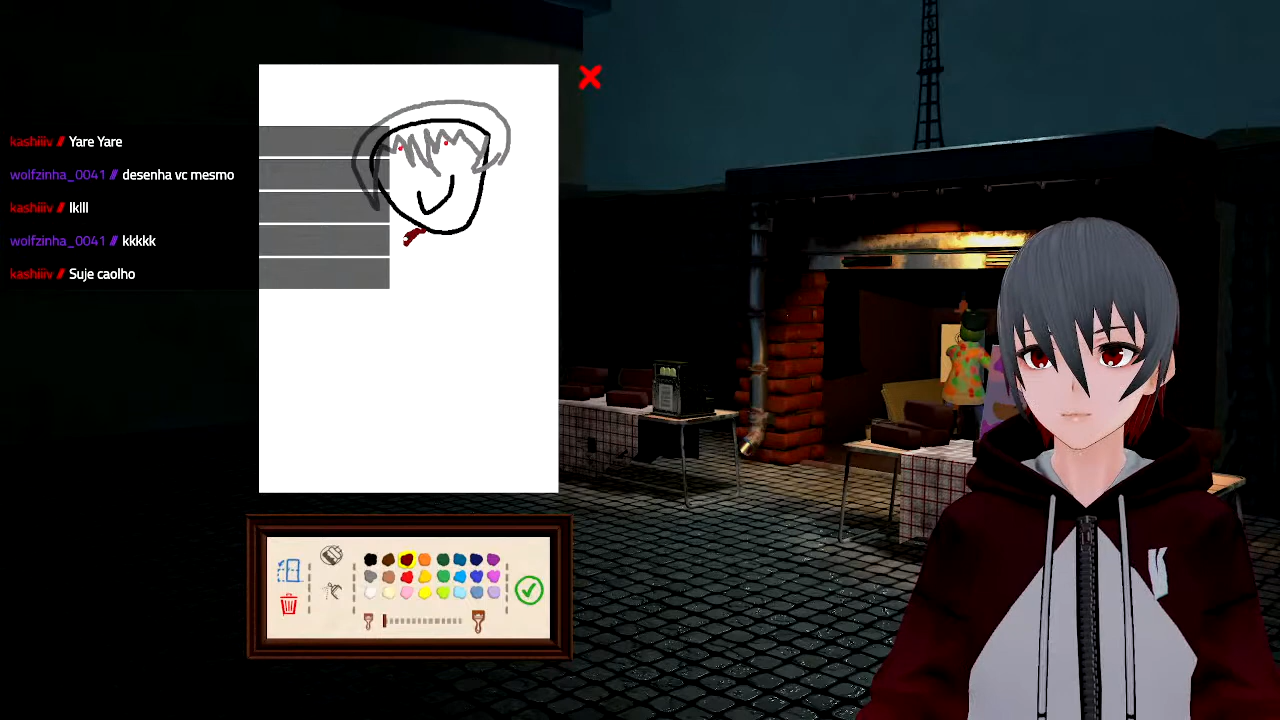 kashiiiv // Yare Yare
wolfzinha_0041 // desenha vc mesmo
kashiiiv // lklll
wolfzinha_0041 // kkkkk
kashiiiv // Suje caolho